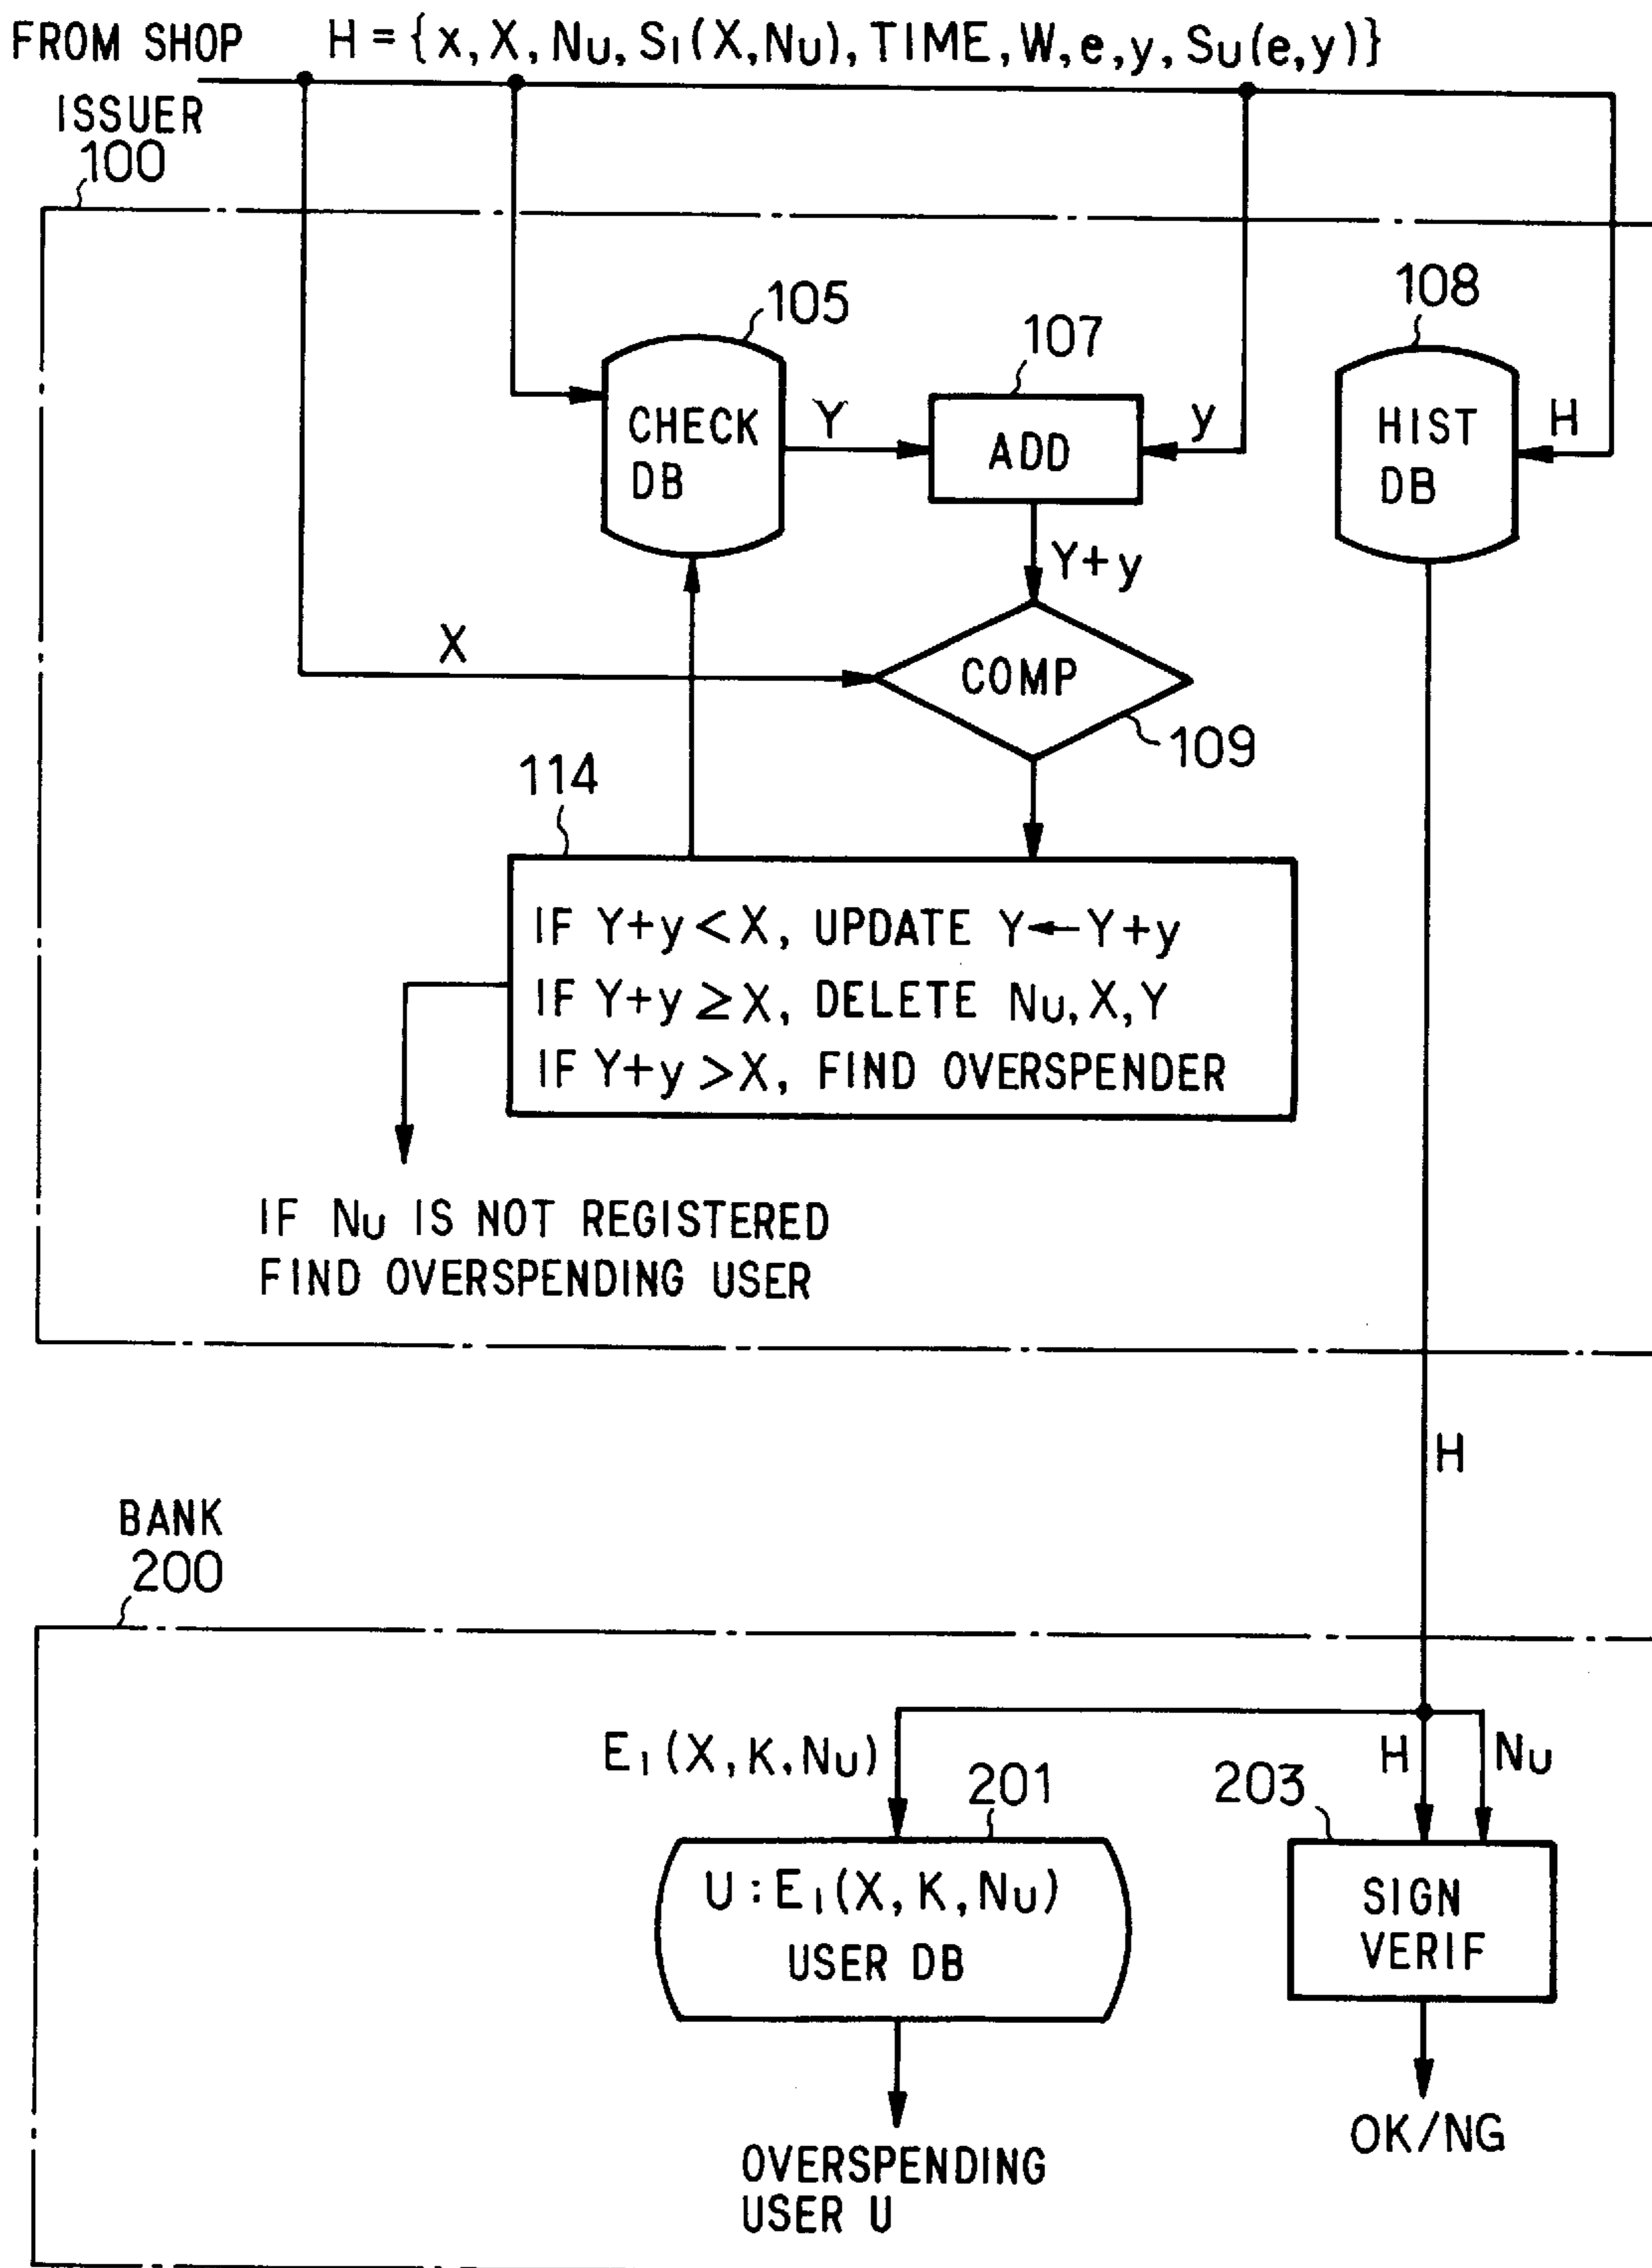 FROM SHOP H = {x, X, NU, SI(X, NU), TIME, W, e, y, SU(e, y)}
ISSUER
100
105
107
108
CHECK
DB
Y
ADD
y
HIST
DB
H
Y+y
X
COMP
109
114
IF Y+y < X, UPDATE Y ← Y+y
IF Y+y ≥ X, DELETE NU, X, Y
IF Y+y > X, FIND OVERSPENDER
IF NU IS NOT REGISTERED
FIND OVERSPENDING USER
H
BANK
200
EI(X, K, NU)
H
NU
201
203
U : EI(X, K, NU)
USER DB
SIGN
VERIF
OVERSPENDING
USER U
OK/NG